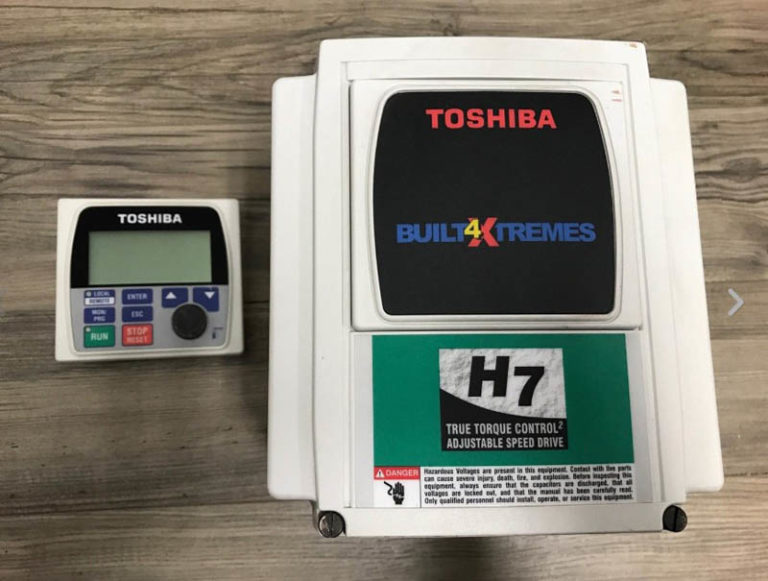 TOSHIBA
LOCAL
REMOTE
ENTER
MON/
PRG
ESC
RUN
STOP
RESET
TOSHIBA
BUILT4XTREMES
H7
TRUE TORQUE CONTROL²
ADJUSTABLE SPEED DRIVE
DANGER
Hazardous Voltages are present in this equipment. Contact with live parts
can cause severe injury, death, fire, and explosion. Before inspecting this
equipment, always ensure that the capacitors are discharged, that all
voltages are locked out, and that the manual has been carefully read.
Only qualified personnel should install, operate, or service this equipment.